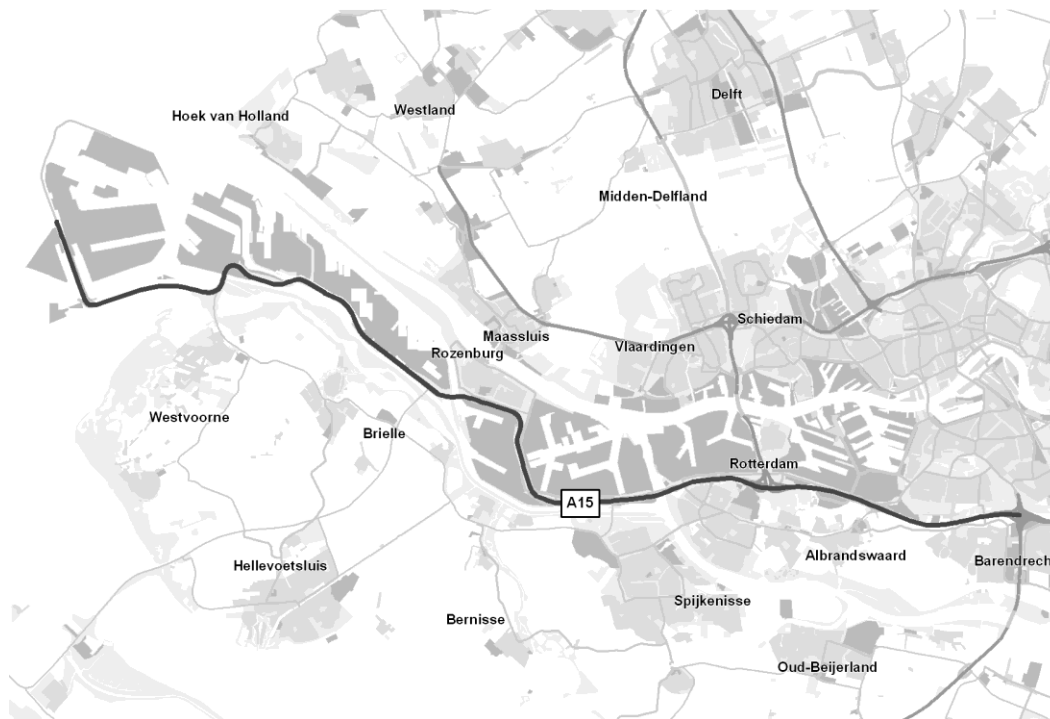 Delft
Westland
Hoek van Holland
Midden-Delfland
Schiedam
Maassluis
Vlaardingen
Rozenburg
Westvoorne
Brielle
Rotterdam
A15
Albrandswaard
Barendrech
Hellevoetsluis
Spijkenisse
Bernisse
Oud-Beijerland